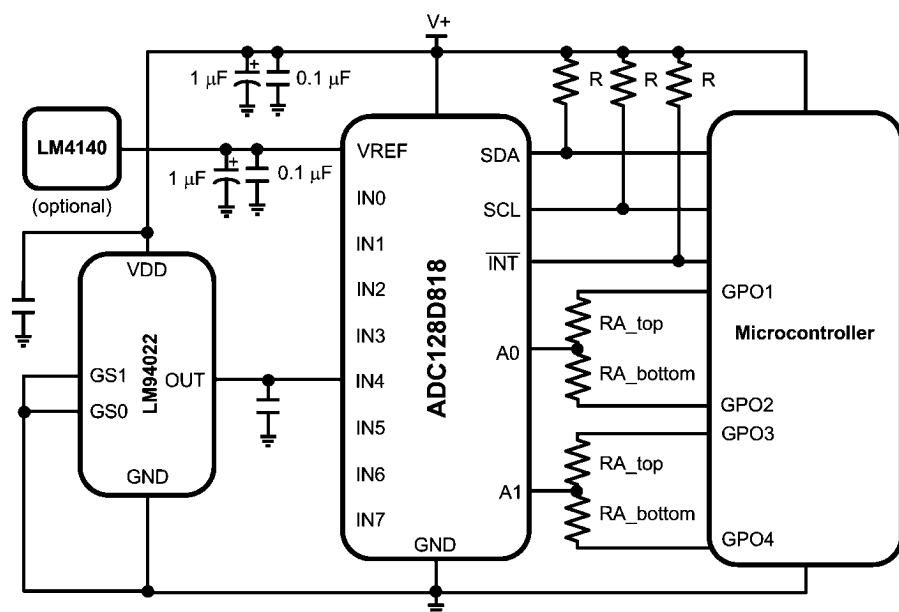 V+
1 µF
+
0.1 µF
R
R
R
LM4140
(optional)
1 µF
+
0.1 µF
VREF
IN0
IN1
IN2
IN3
IN4
IN5
IN6
IN7
GND
ADC128D818
SDA
SCL
INT
A0
A1
VDD
GS1
GS0
OUT
LM94022
GND
RA_top
RA_bottom
RA_top
RA_bottom
GPO1
Microcontroller
GPO2
GPO3
GPO4